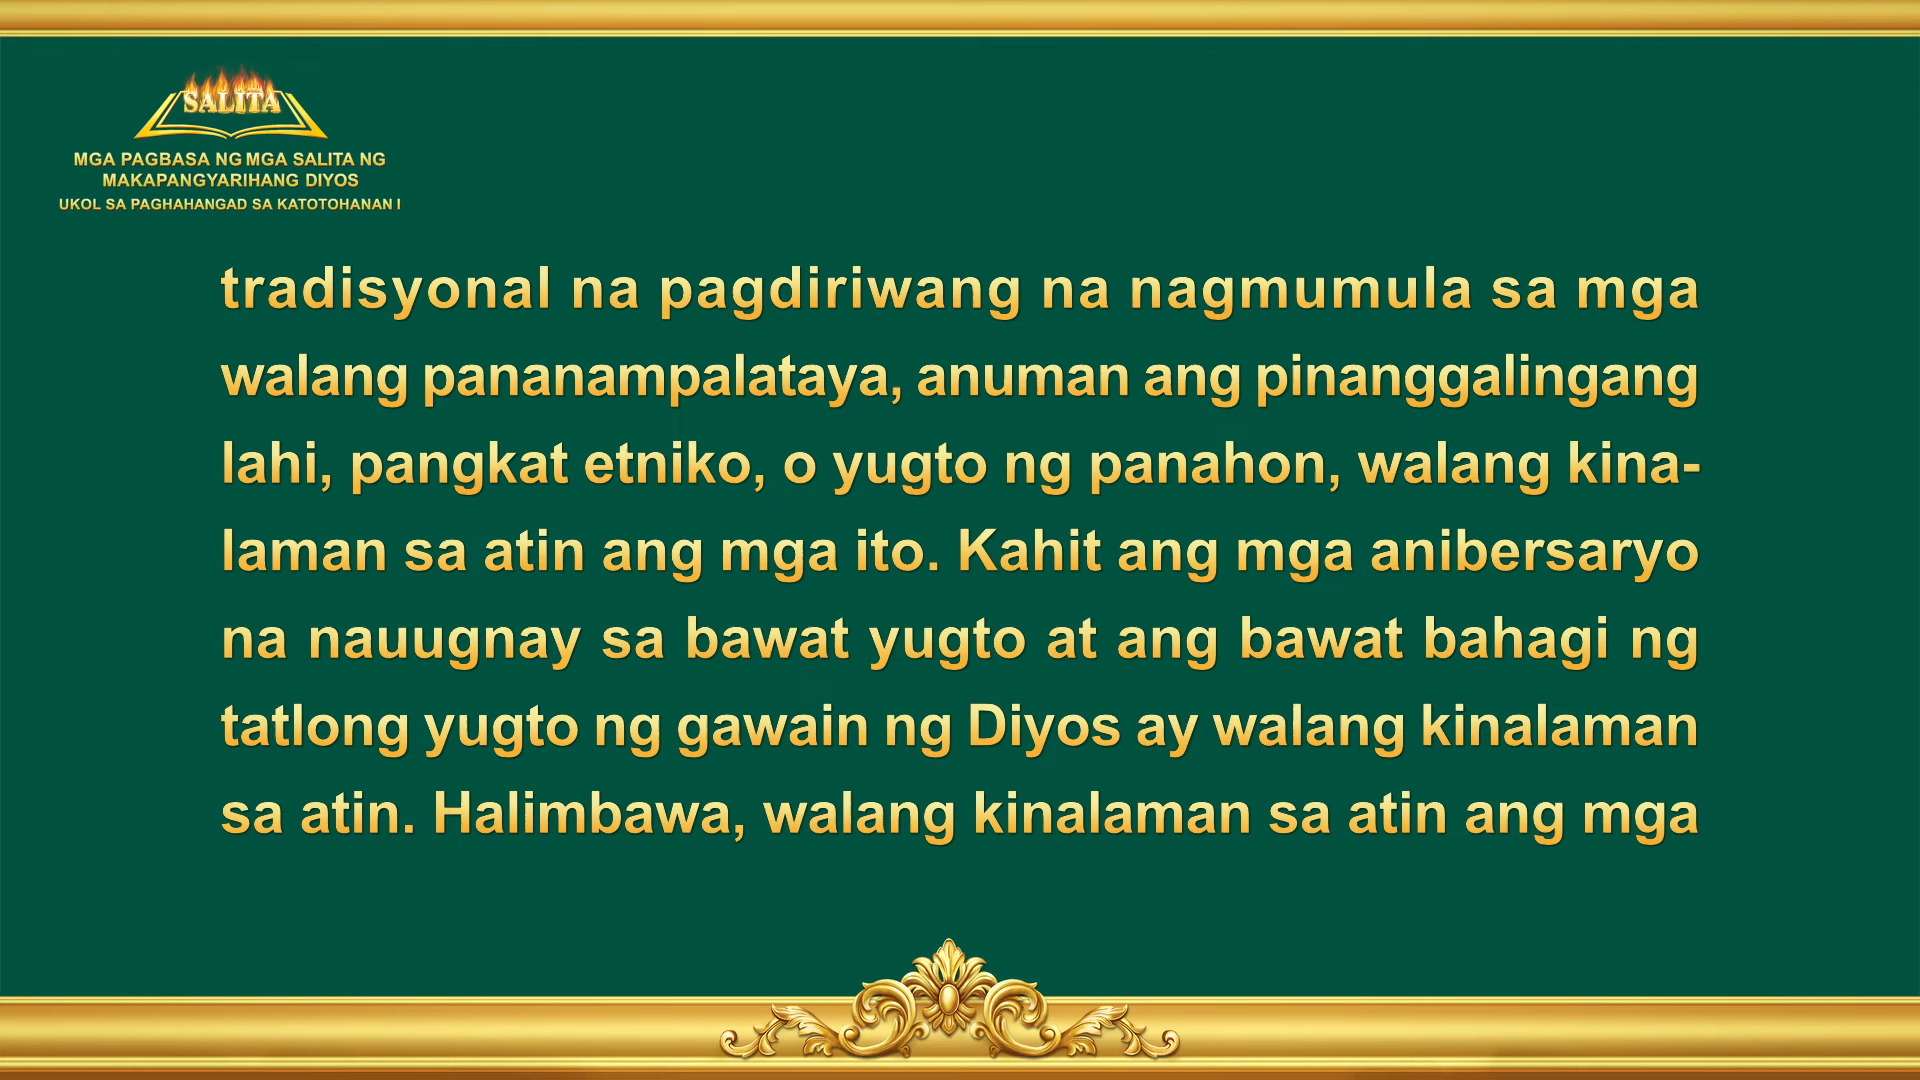 SALITA
MGA PAGBASA NG MGA SALITA NG
MAKAPANGYARIHANG DIYOS
UKOL SA PAGHAHANGAD SA KATOTOHANAN I
tradisyonal na pagdiriwang na nagmumula sa mga
walang pananampalataya, anuman ang pinanggalingang
lahi, pangkat etniko, o yugto ng panahon, walang kina-
laman sa atin ang mga ito. Kahit ang mga anibersaryo
na nauugnay sa bawat yugto at ang bawat bahagi ng
tatlong yugto ng gawain ng Diyos ay walang kinalaman
sa atin. Halimbawa, walang kinalaman sa atin ang mga